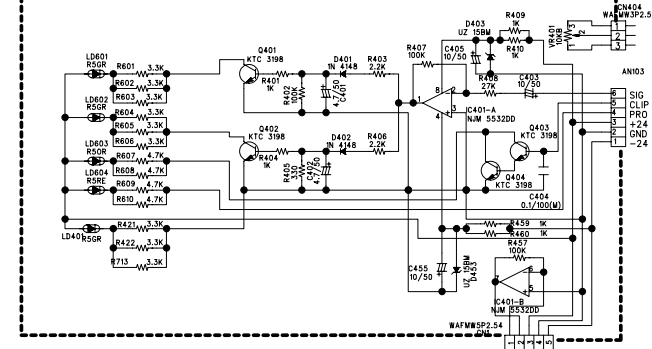 CN404
WAFMW3P2.5
VR401
10KB
3
1
2
3
D403
UZ 15BM
R409
1K
R410
1K
R407
100K
C405
10/50
R408
27K
C403
10/50
AN103
6 SIG
5 CLIP
4 PRO
3 +24
2 GND
1 -24
LD601
R5GR
R601
3.3K
R602
3.3K
R603
3.3K
Q401
KTC 3198
R401
1K
R402
100K
D401
1N 4148
C401
4.7/50
R403
2.2K
8
2
3
1
4
IC401-A
NJM 5532DD
LD602
R5GR
R604
3.3K
R605
3.3K
R606
3.3K
Q402
KTC 3198
R404
1K
R405
330
D402
1N 4148
C402
4.7/50
R406
2.2K
Q403
KTC 3198
Q404
KTC 3198
C404
0.1/100(M)
LD603
R5OR
R607
4.7K
R608
4.7K
LD604
R5RE
R609
4.7K
R610
4.7K
LD401
R5GR
R421
3.3K
R422
3.3K
R713
3.3K
R459
1K
R460
1K
R457
100K
C455
10/50
UZ 15BM
D453
7
6
5
IC401-B
NJM 5532DD
WAFMW5P2.54
CN1
1
2
3
4
5